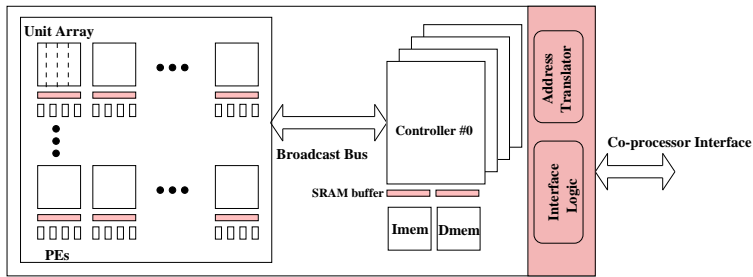 Unit Array
PEs
Broadcast Bus
Controller #0
SRAM buffer
Imem
Dmem
Address
Translator
Interface
Logic
Co-processor Interface